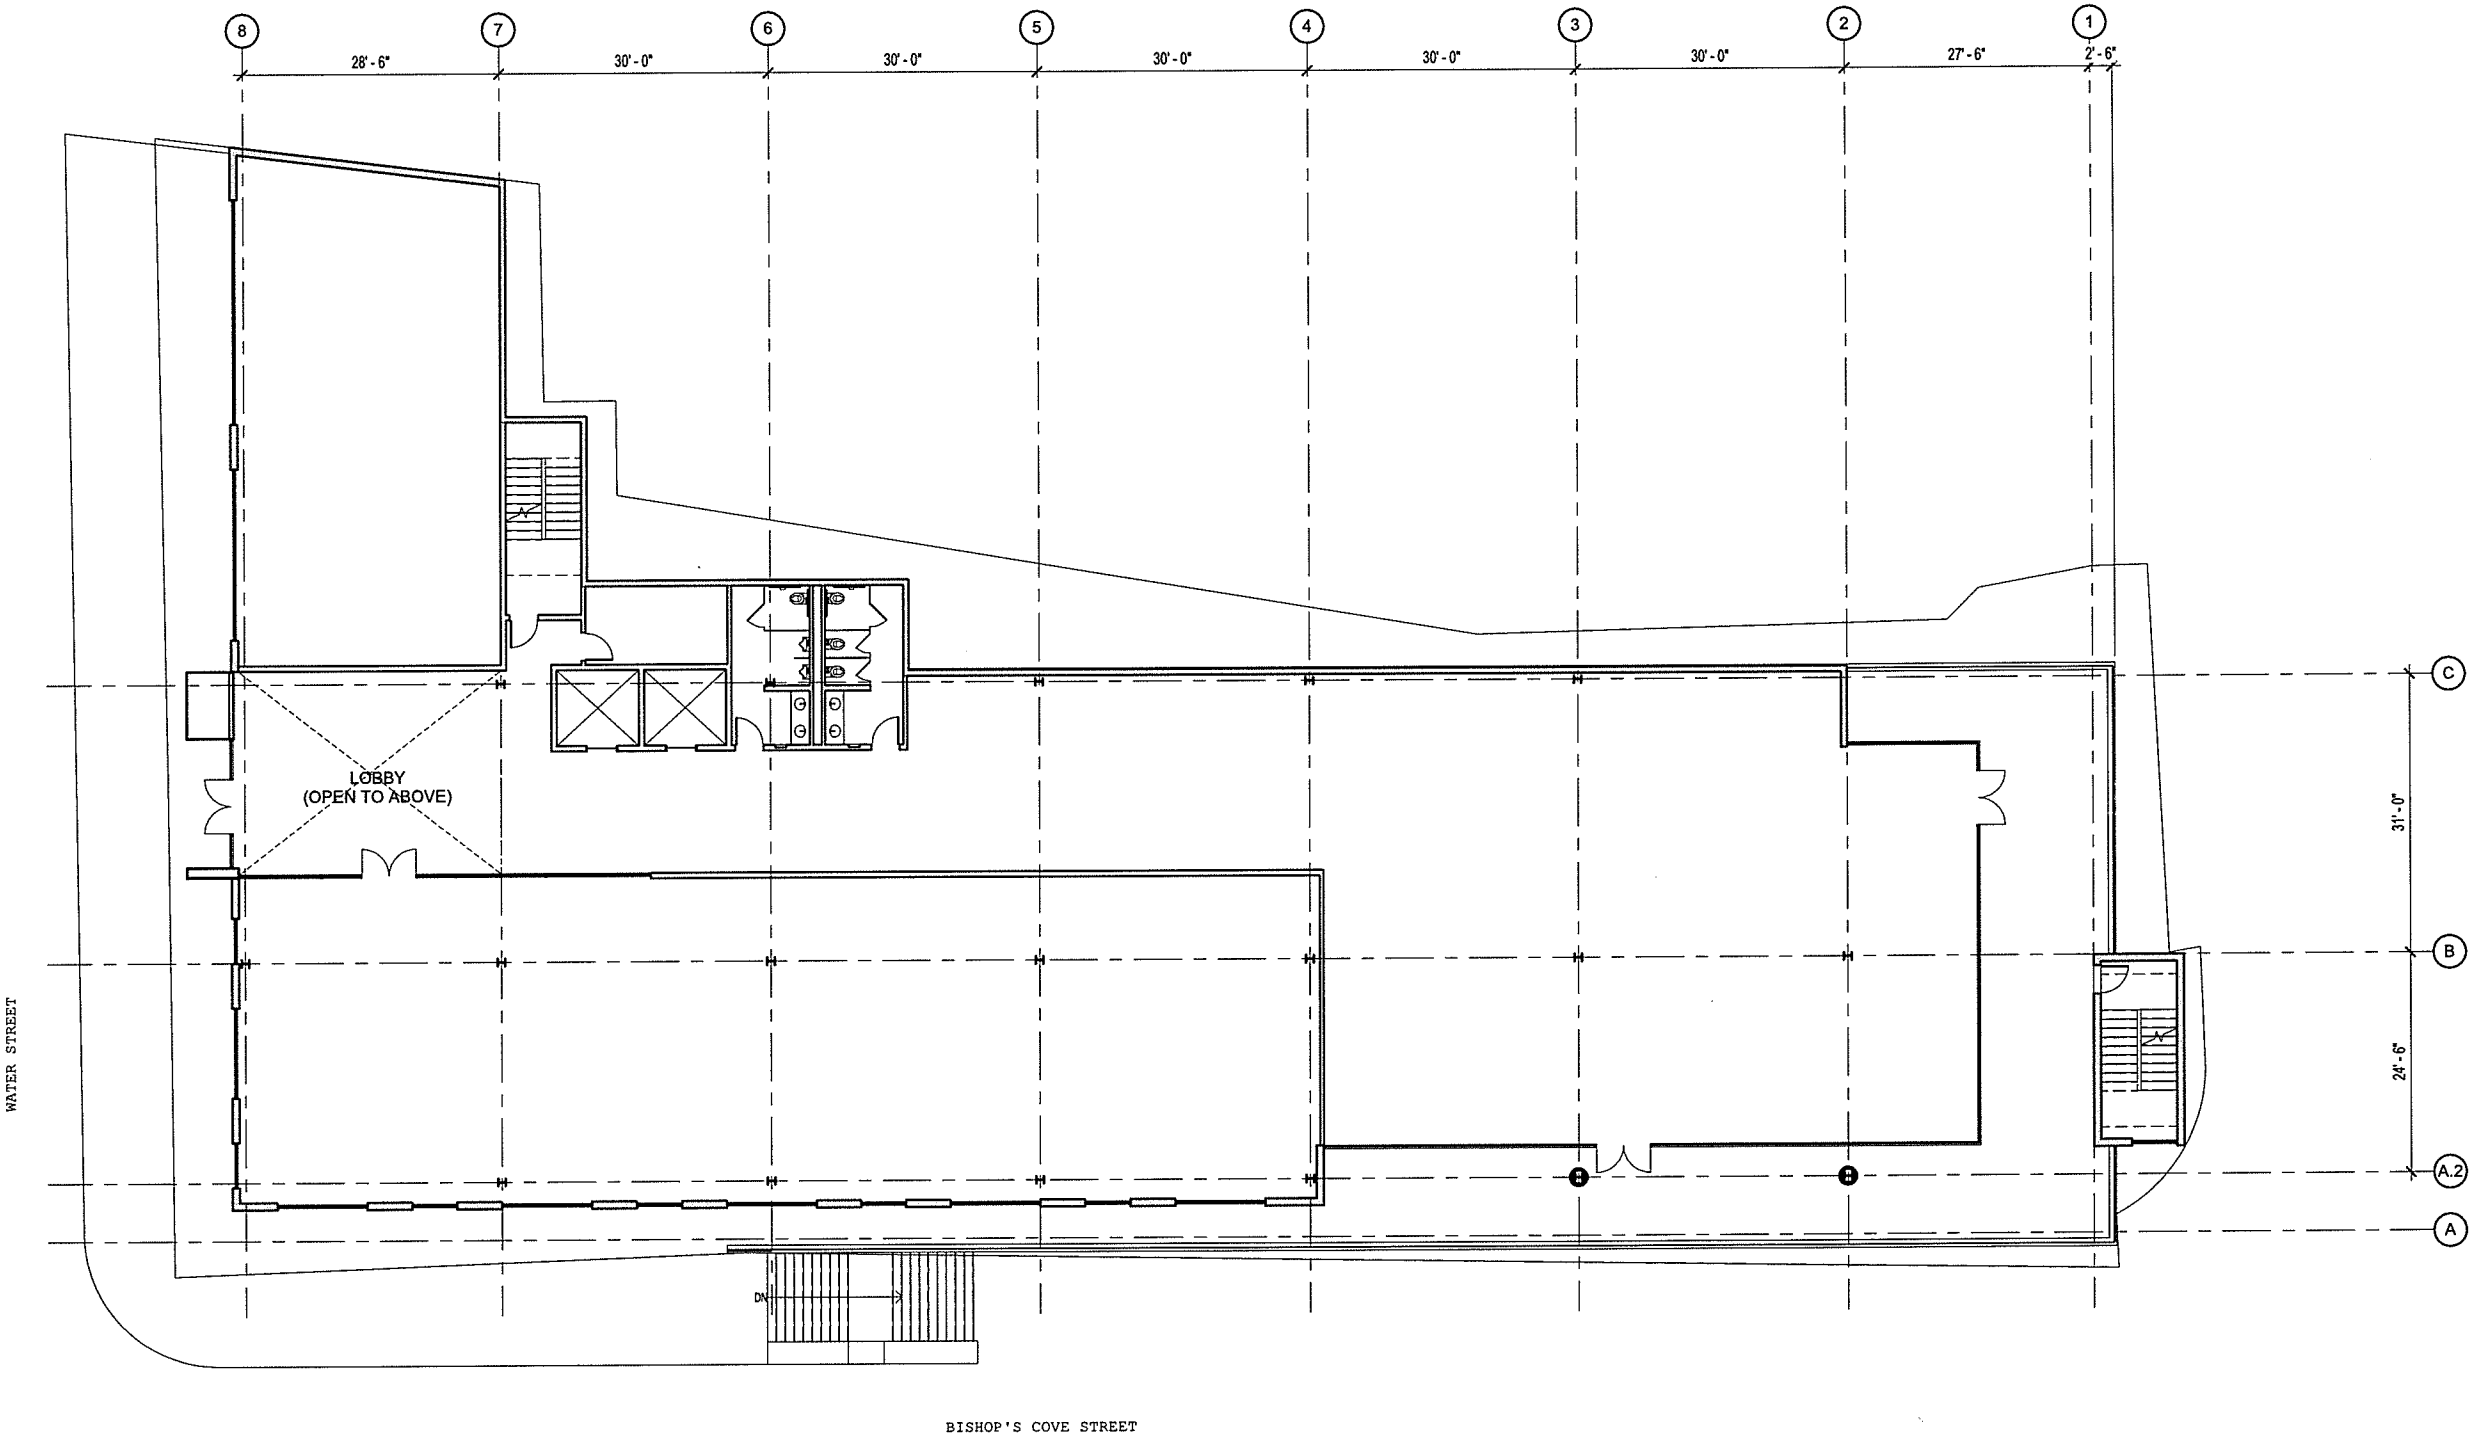 8
7
6
5
4
3
2
1
28'-6"
30'-0"
30'-0"
30'-0"
30'-0"
30'-0"
27'-6"
2'-6"
C
LOBBY
(OPEN TO ABOVE)
31'-0"
B
24'-6"
WATER STREET
A.2
A
DN
BISHOP'S COVE STREET